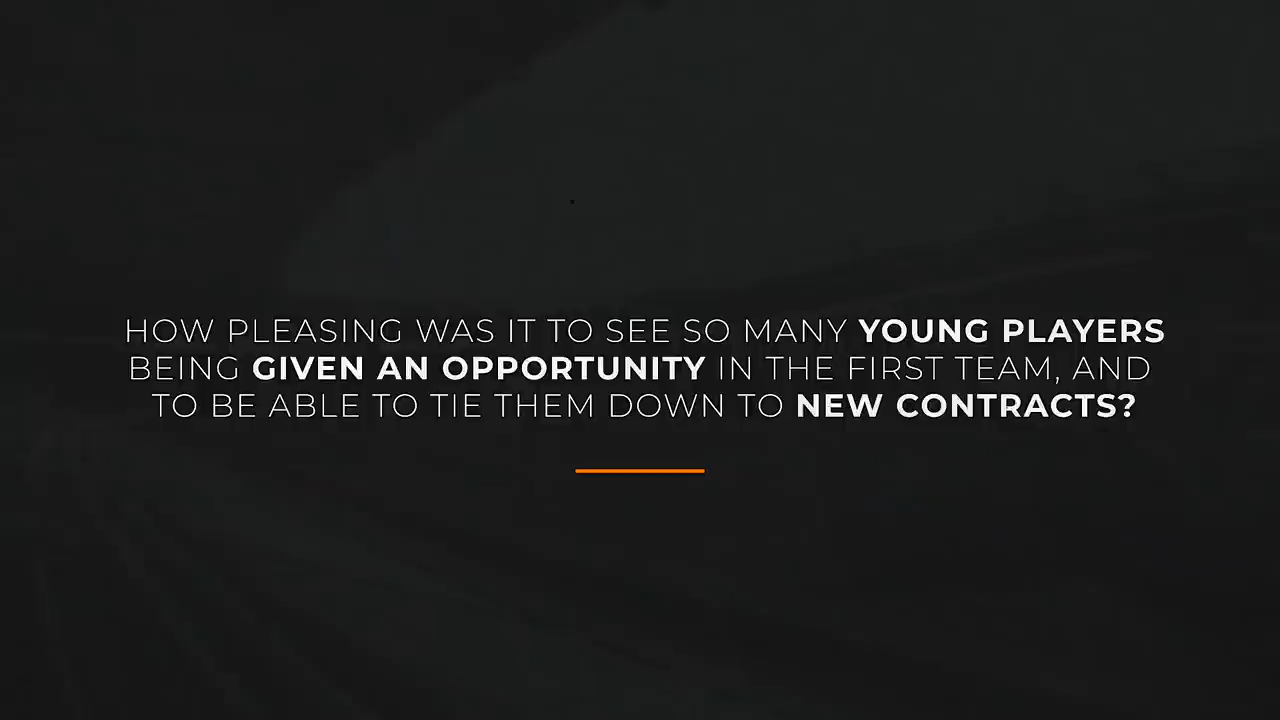 HOW PLEASING WAS IT TO SEE SO MANY YOUNG PLAYERS
BEING GIVEN AN OPPORTUNITY IN THE FIRST TEAM, AND
TO BE ABLE TO TIE THEM DOWN TO NEW CONTRACTS?